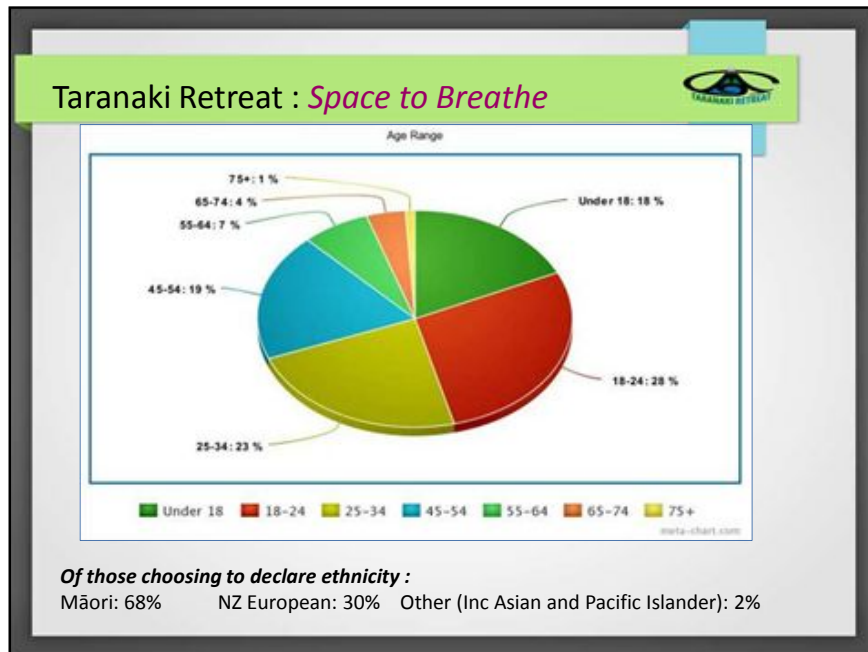 Taranaki Retreat : Space to Breathe
TARANAKI RETREAT
Age Range
75+: 1 %
65-74: 4 %
55-64: 7 %
45-54: 19 %
25-34: 23 %
Under 18: 18 %
18-24: 28 %
Under 18 18-24 25-34 45-54 55-64 65-74 75+
meta-chart.com
Of those choosing to declare ethnicity :
Māori: 68% NZ European: 30% Other (Inc Asian and Pacific Islander): 2%